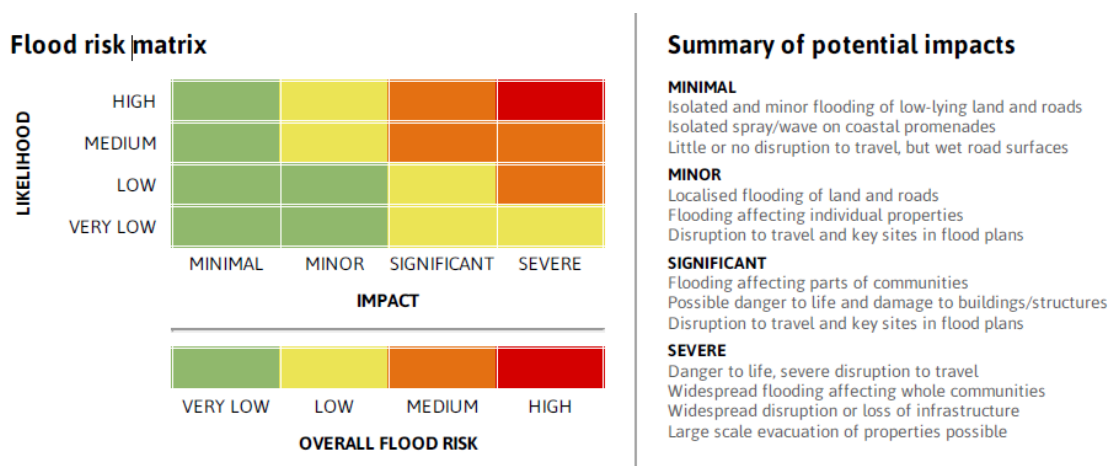 Flood risk matrix
LIKELIHOOD
HIGH
MEDIUM
LOW
VERY LOW
MINIMAL MINOR SIGNIFICANT SEVERE
IMPACT
VERY LOW LOW MEDIUM HIGH
OVERALL FLOOD RISK
Summary of potential impacts
MINIMAL
Isolated and minor flooding of low-lying land and roads
Isolated spray/wave on coastal promenades
Little or no disruption to travel, but wet road surfaces
MINOR
Localised flooding of land and roads
Flooding affecting individual properties
Disruption to travel and key sites in flood plans
SIGNIFICANT
Flooding affecting parts of communities
Possible danger to life and damage to buildings/structures
Disruption to travel and key sites in flood plans
SEVERE
Danger to life, severe disruption to travel
Widespread flooding affecting whole communities
Widespread disruption or loss of infrastructure
Large scale evacuation of properties possible